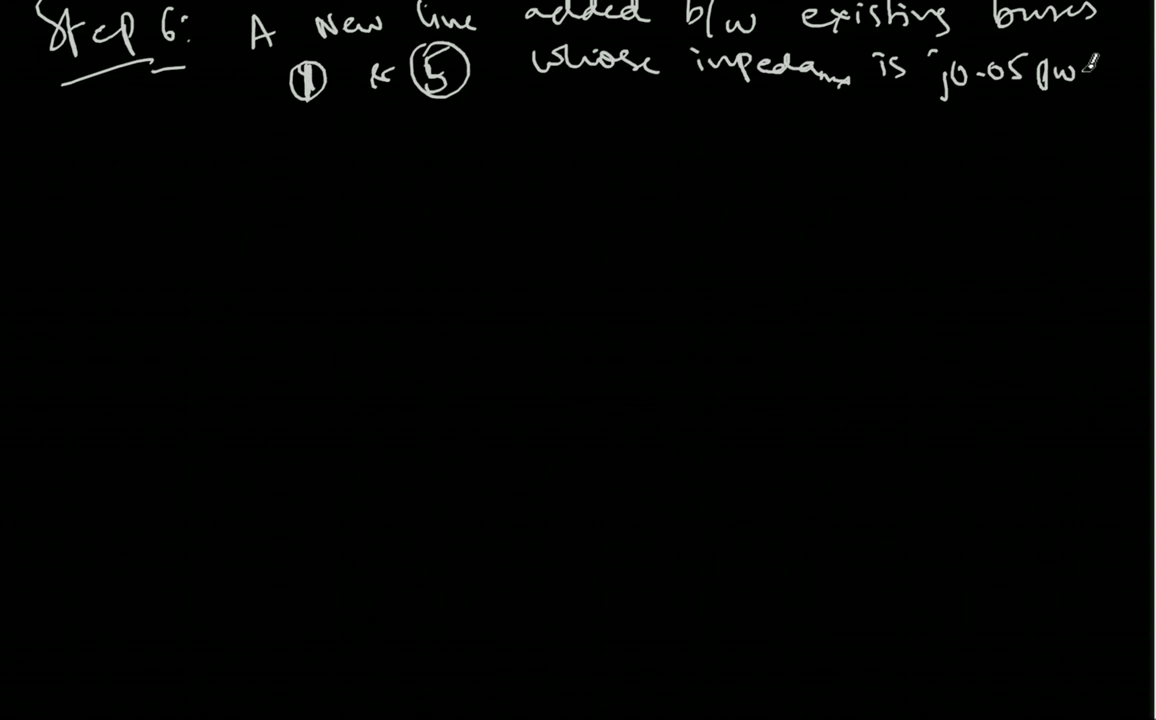 Step 6: A New line added b/w existing buses
① & ⑤ whose impedance is j0.05 pu